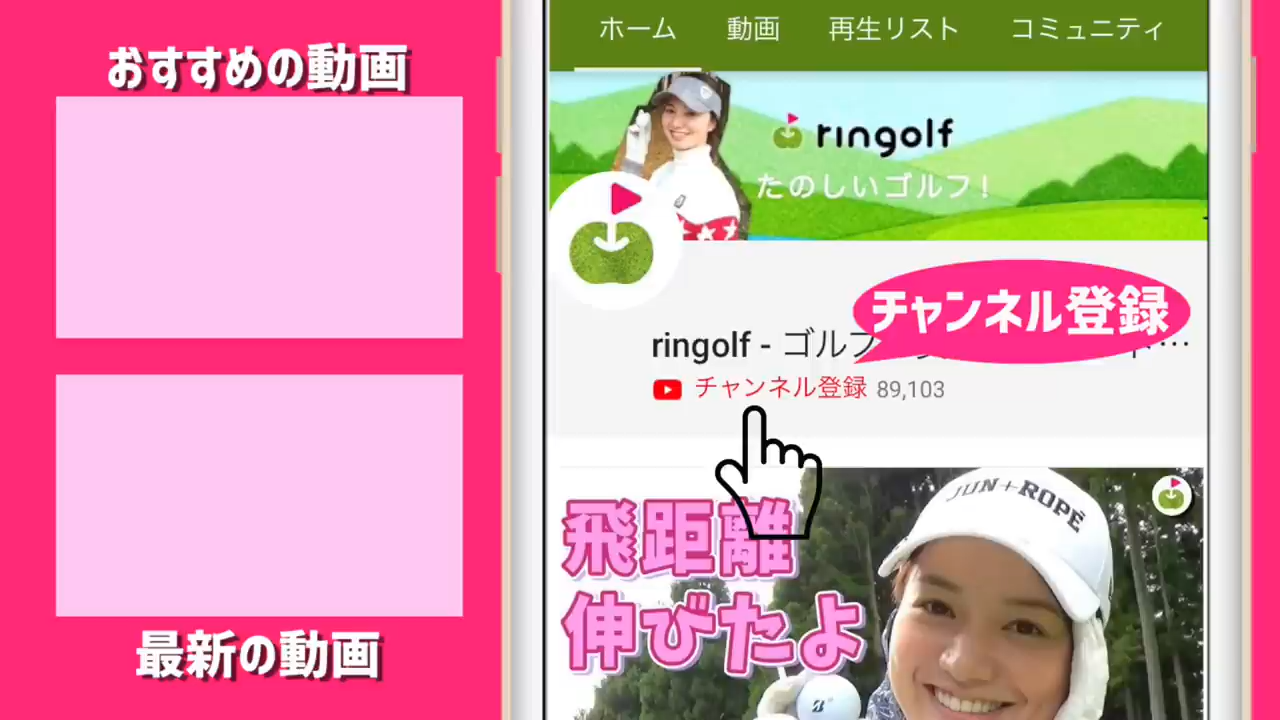 おすすめの動画
最新の動画
ホーム 動画 再生リスト コミュニティ
ringolf
たのしいゴルフ!
チャンネル登録
ringolf - ゴルフ
チャンネル登録 89,103
JUN+ROPÉ
飛距離
伸びたよ